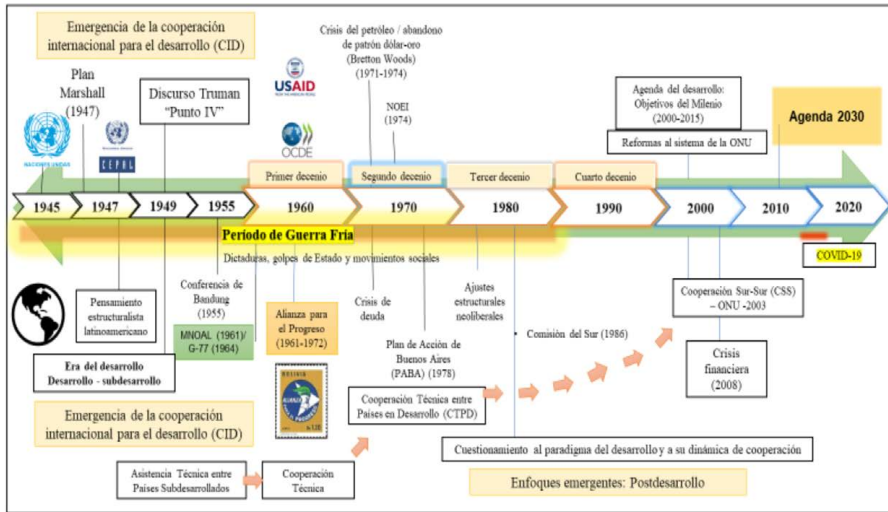 Emergencia de la cooperación
internacional para el desarrollo (CID)
Plan
Marshall
(1947)
Discurso Truman
“Punto IV”
Crisis del petróleo / abandono
de patrón dólar-oro
(Bretton Woods)
(1971-1974)
NOEI
(1974)
USAID
OCDE
NACIONES UNIDAS
Naciones Unidas
CEPAL
Agenda del desarrollo:
Objetivos del Milenio
(2000-2015)
Reformas al sistema de la ONU
Agenda 2030
Primer decenio
Segundo decenio
Tercer decenio
Cuarto decenio
1945
1947
1949
1955
1960
1970
1980
1990
2000
2010
2020
Período de Guerra Fría
Dictaduras, golpes de Estado y movimientos sociales
COVID-19
Pensamiento
estructuralista
latinoamericano
Era del desarrollo
Desarrollo - subdesarrollo
Conferencia de
Bandung
(1955)
MNOAL (1961)/
G-77 (1964)
Alianza para
el Progreso
(1961-1972)
Crisis de
deuda
Plan de Acción de
Buenos Aires
(PABA) (1978)
Ajustes
estructurales
neoliberales
Comisión del Sur (1986)
Cooperación Sur-Sur (CSS)
– ONU -2003
Crisis
financiera
(2008)
Emergencia de la cooperación
internacional para el desarrollo (CID)
Asistencia Técnica entre
Países Subdesarrollados
Cooperación
Técnica
Cooperación Técnica entre
Países en Desarrollo (CTPD)
Cuestionamiento al paradigma del desarrollo y a su dinámica de cooperación
Enfoques emergentes: Postdesarrollo